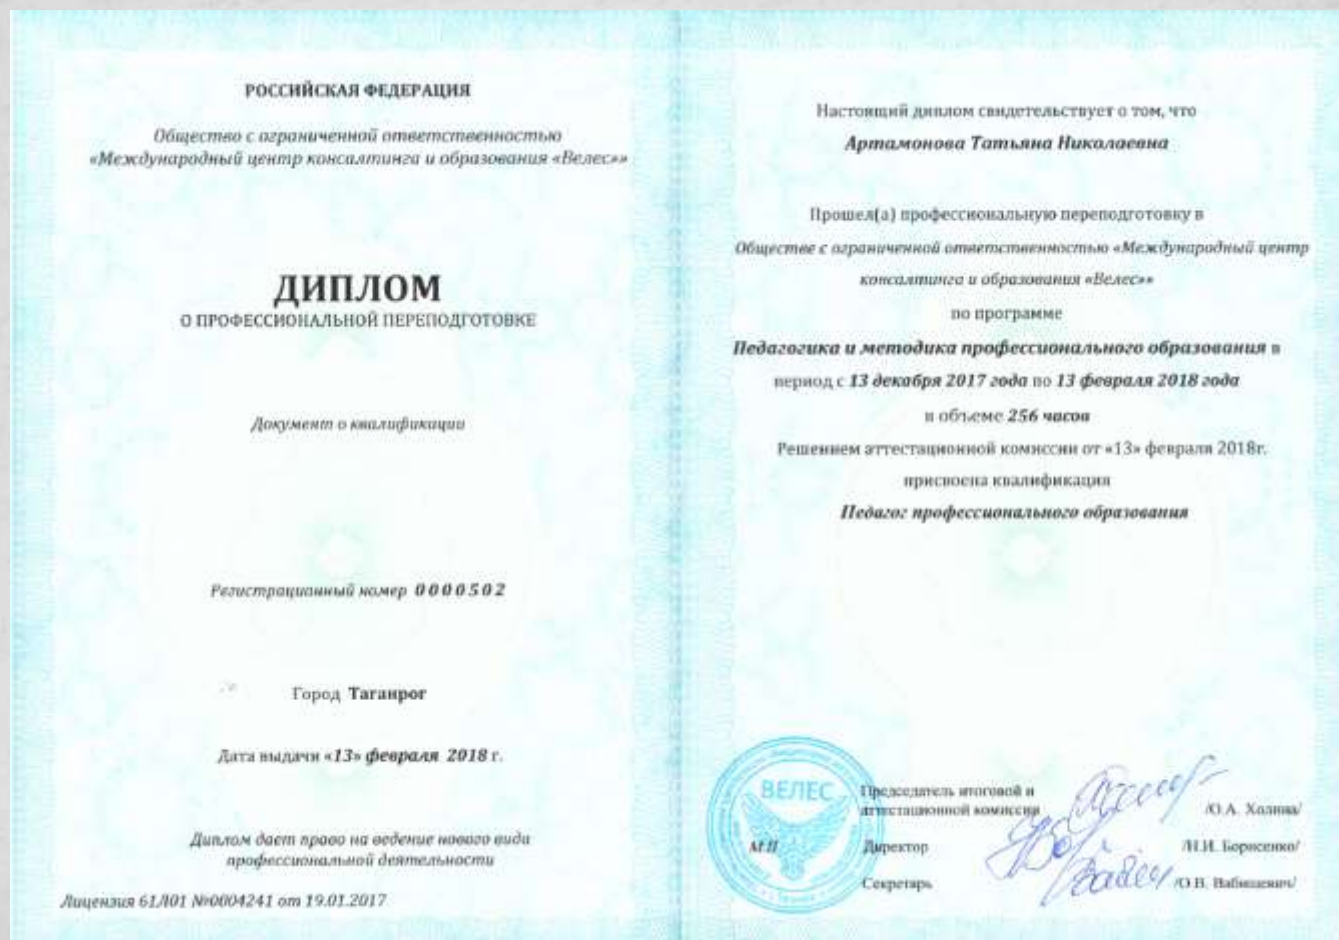 РОССИЙСКАЯ ФЕДЕРАЦИЯ
Общество с ограниченной ответственностью
«Международный центр консалтинга и образования «Велес»»
ДИПЛОМ
О ПРОФЕССИОНАЛЬНОЙ ПЕРЕПОДГОТОВКЕ
Документ о квалификации
Регистрационный номер 0000502
Город Таганрог
Дата выдачи «13» февраля 2018 г.
Диплом дает право на ведение нового вида
профессиональной деятельности
Лицензия 61Л01 №0004241 от 19.01.2017
Настоящий диплом свидетельствует о том, что
Артамонова Татьяна Николаевна
Прошел(а) профессиональную переподготовку в
Обществе с ограниченной ответственностью «Международный центр
консалтинга и образования «Велес»»
по программе
Педагогика и методика профессионального образования в
период с 13 декабря 2017 года по 13 февраля 2018 года
в объеме 256 часов
Решением аттестационной комиссии от «13» февраля 2018г.
присвоена квалификация
Педагог профессионального образования
ВЕЛЕС
Председатель итоговой и
аттестационной комиссии /О.А. Холина/
М.П
Директор /Н.И. Борисенко/
Секретарь /О.В. Вабищевич/